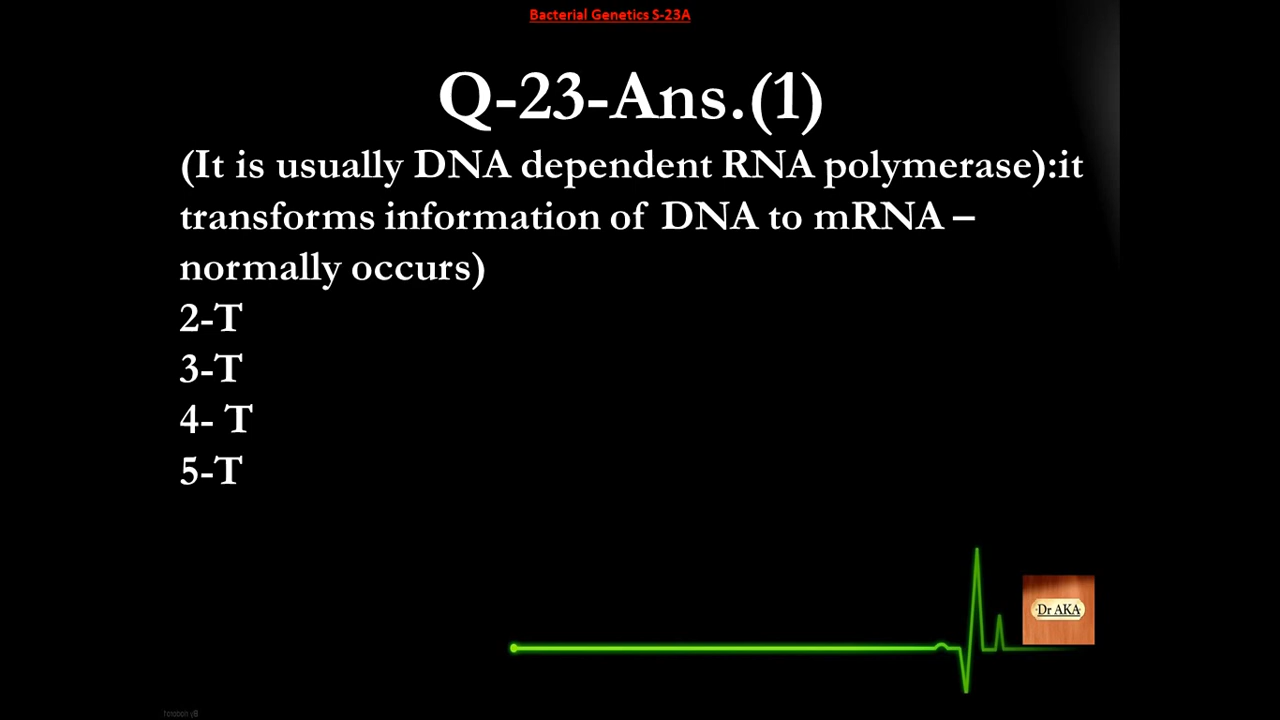 Bacterial Genetics S-23A
Q-23-Ans.(1)
(It is usually DNA dependent RNA polymerase):it
transforms information of DNA to mRNA –
normally occurs)
2-T
3-T
4- T
5-T
Dr AKA